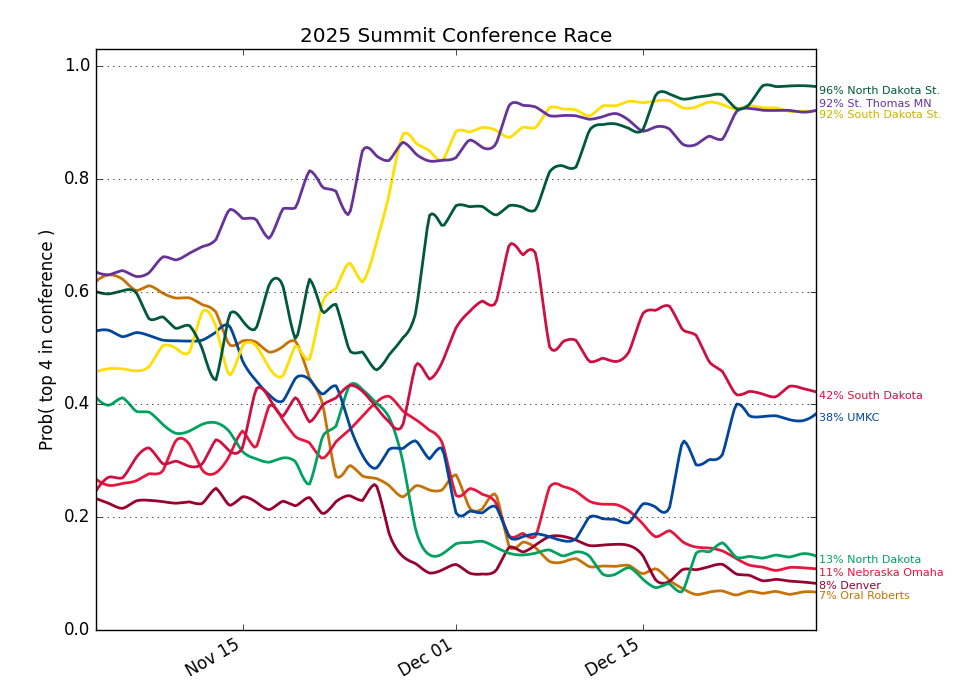 2025 Summit Conference Race
Prob( top 4 in conference )
1.0
0.8
0.6
0.4
0.2
0.0
Nov 15
Dec 01
Dec 15
96% North Dakota St.
92% St. Thomas MN
92% South Dakota St.
42% South Dakota
38% UMKC
13% North Dakota
11% Nebraska Omaha
8% Denver
7% Oral Roberts